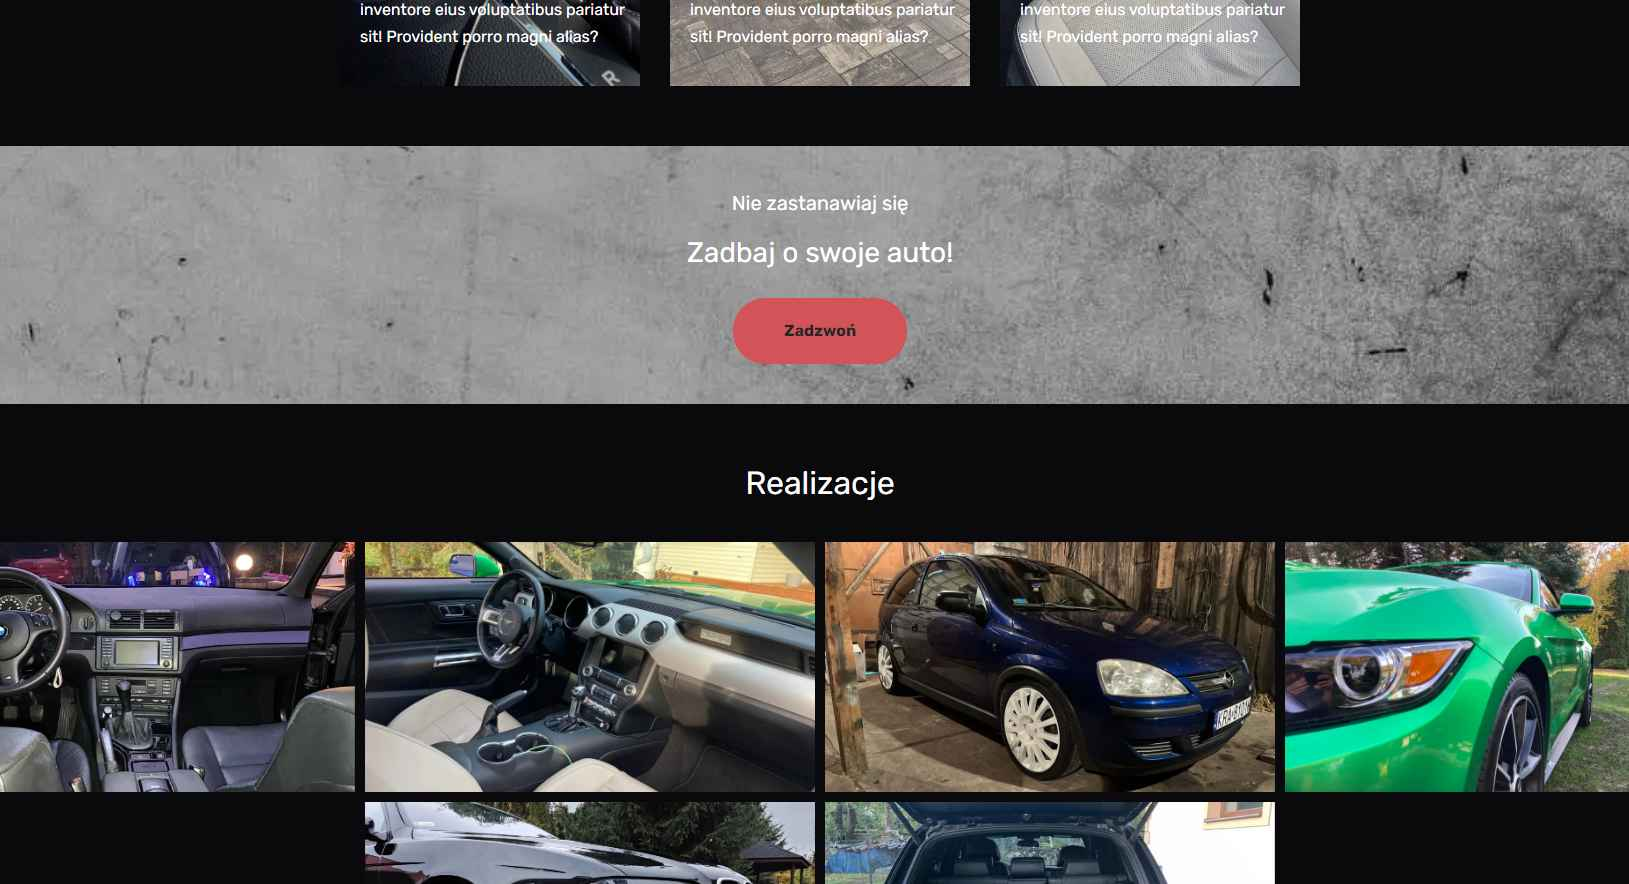 inventore eius voluptatibus pariatur
sit! Provident porro magni alias?
inventore eius voluptatibus pariatur
sit! Provident porro magni alias?
inventore eius voluptatibus pariatur
sit! Provident porro magni alias?
R
Nie zastanawiaj się
Zadbaj o swoje auto!
Zadzwoń
Realizacje